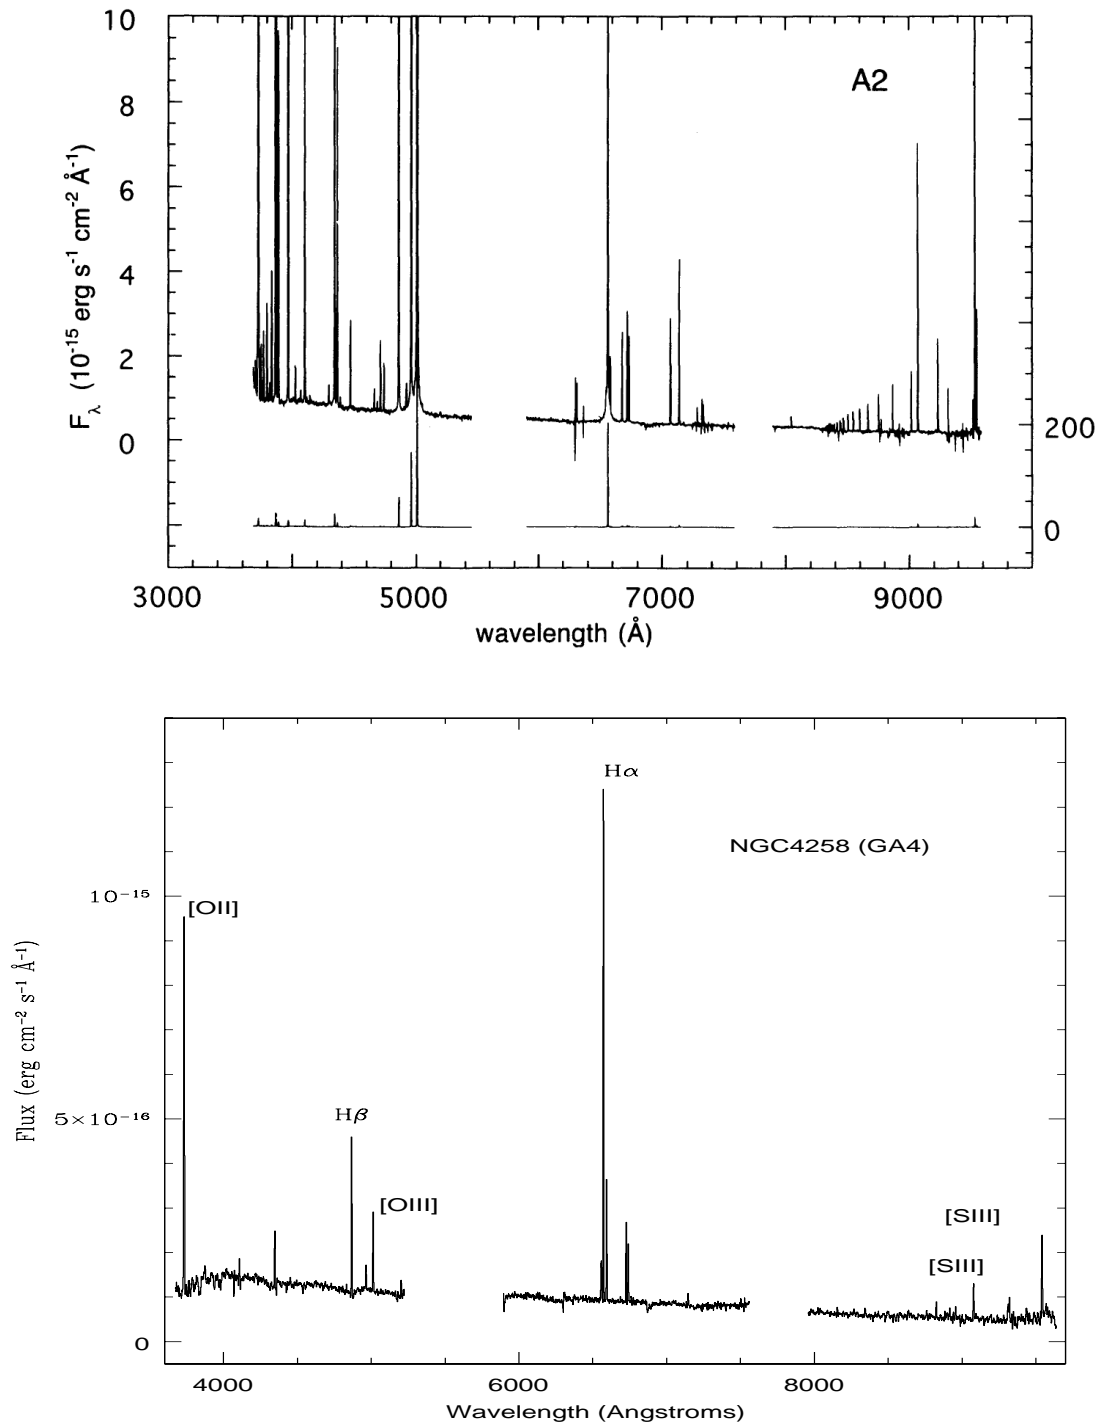 10
A2
8
6
4
2
0
F λ (10-15 erg s-1 cm-2 Å-1)
200
0
3000 5000 7000 9000
wavelength (Å)
Hα
NGC4258 (GA4)
10−15
[OII]
Flux (erg cm−2 s−1 Å−1)
5×10−16
Hβ
[OIII]
[SIII]
[SIII]
0
4000 6000 8000
Wavelength (Angstroms)